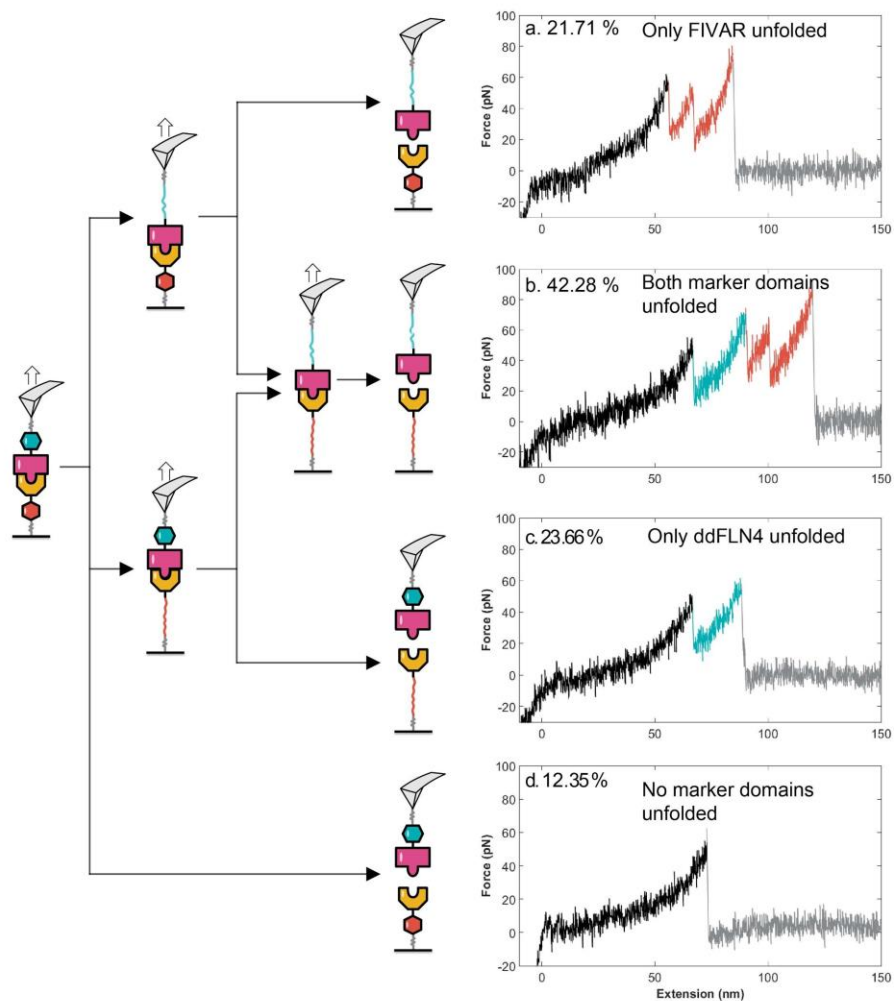 a. 21.71 % Only FIVAR unfolded
100
80
60
40
20
0
-20
Force (pN)
0 50 100 150
b. 42.28 % Both marker domains
unfolded
100
80
60
40
20
0
-20
Force (pN)
0 50 100 150
c. 23.66% Only ddFLN4 unfolded
100
80
60
40
20
0
-20
Force (pN)
0 50 100 150
d. 12.35% No marker domains
unfolded
100
80
60
40
20
0
-20
Force (pN)
0 50 100 150
Extension (nm)